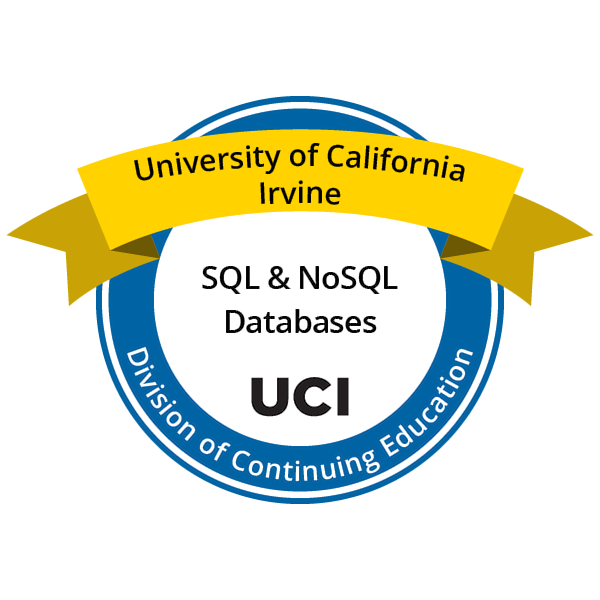 University of California
Irvine
SQL & NoSQL
Databases
UCI
Division of Continuing Education